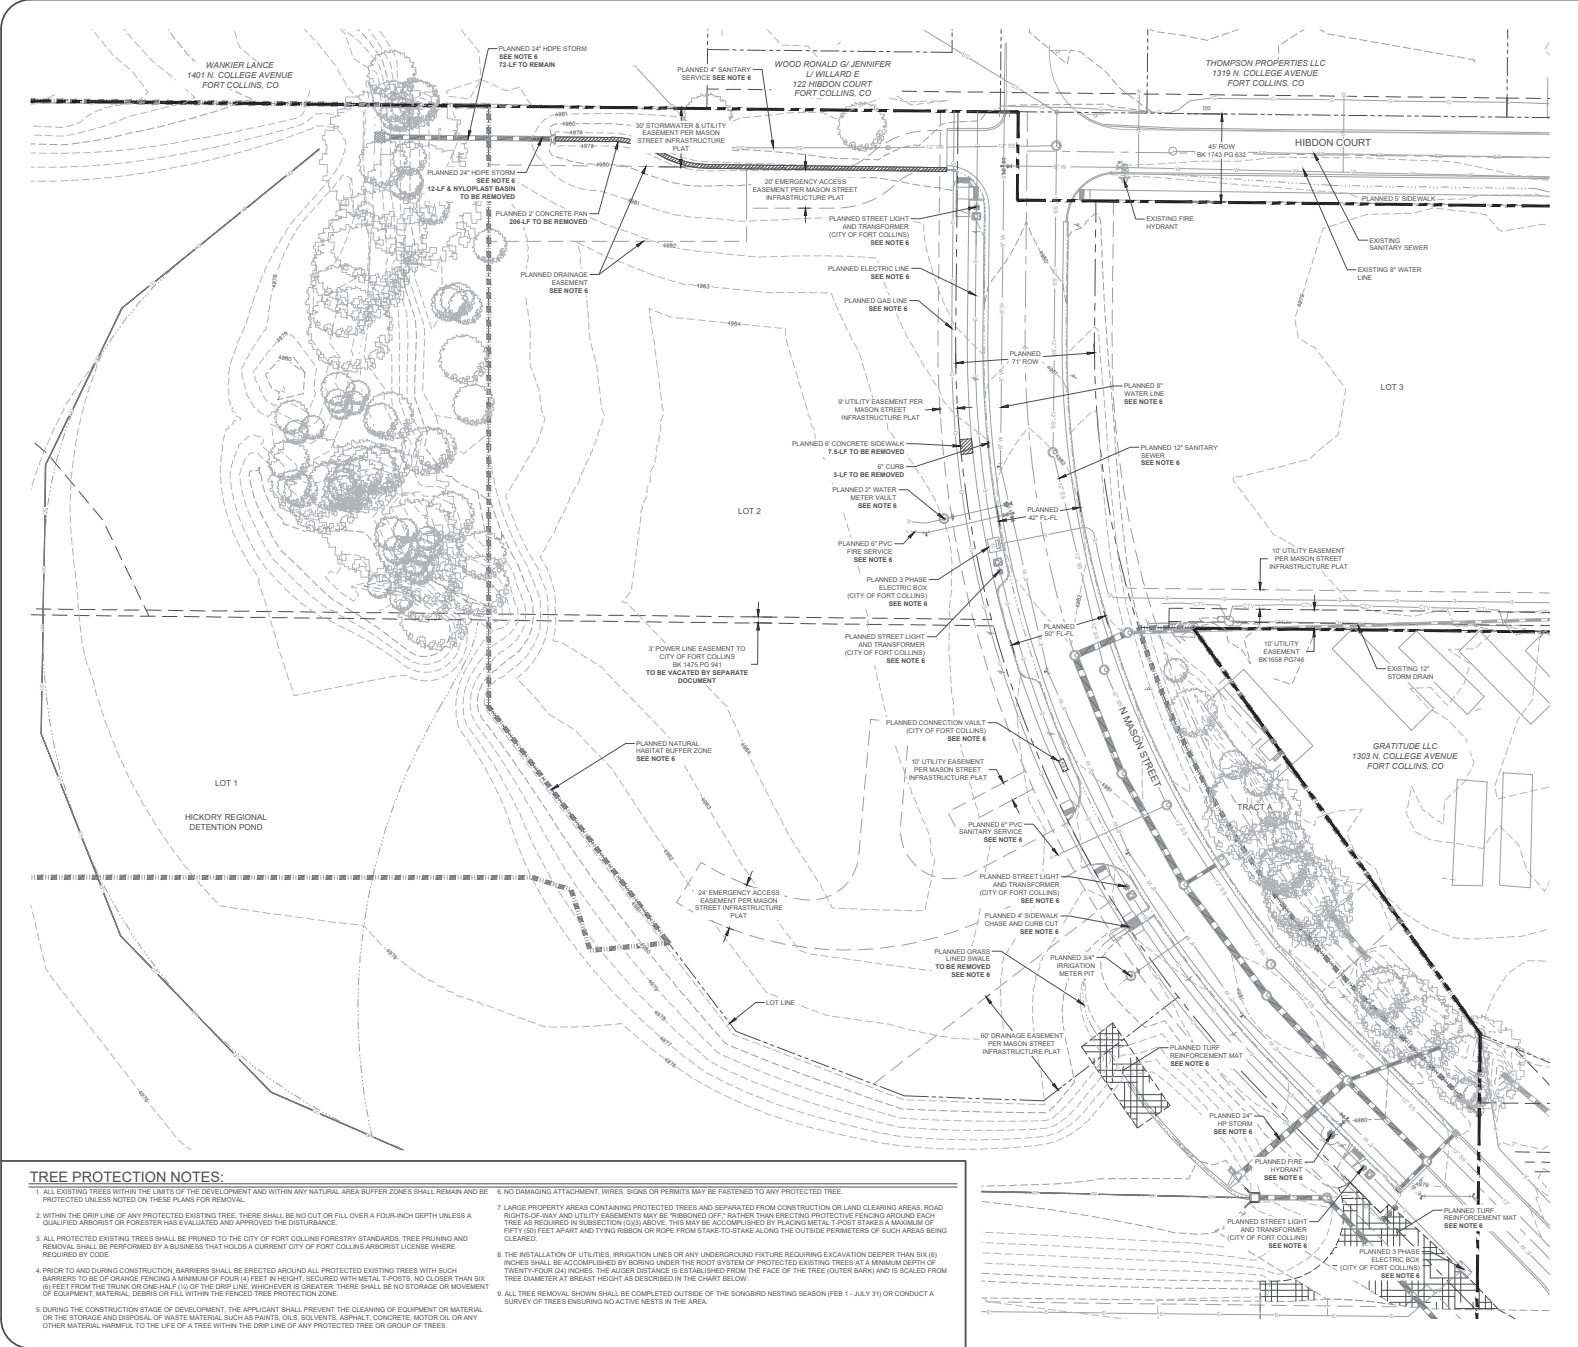 WANKIER LANCE
1401 N. COLLEGE AVENUE
FORT COLLINS, CO
PLANNED 24" HDPE STORM
SEE NOTE 6
72-LF TO REMAIN
PLANNED 4" SANITARY
SERVICE SEE NOTE 6
WOOD RONALD G/ JENNIFER
L/ WILLARD E
122 HIBDON COURT
FORT COLLINS, CO
THOMPSON PROPERTIES LLC
1319 N. COLLEGE AVENUE
FORT COLLINS, CO
30' STORMWATER & UTILITY
EASEMENT PER MASON
STREET INFRASTRUCTURE
PLAT
45' ROW
BK 1743 PG 632
HIBDON COURT
PLANNED 24" HDPE STORM
SEE NOTE 6
12-LF & NYLOPLAST BASIN
TO BE REMOVED
20' EMERGENCY ACCESS
EASEMENT PER MASON STREET
INFRASTRUCTURE PLAT
PLANNED 5' SIDEWALK
PLANNED 2' CONCRETE PAN
206-LF TO BE REMOVED
PLANNED STREET LIGHT
AND TRANSFORMER
(CITY OF FORT COLLINS)
SEE NOTE 6
EXISTING FIRE
HYDRANT
EXISTING
SANITARY SEWER
EXISTING 8" WATER
LINE
PLANNED DRAINAGE
EASEMENT
SEE NOTE 6
PLANNED ELECTRIC LINE
SEE NOTE 6
PLANNED GAS LINE
SEE NOTE 6
4981
4980
4979
4979
4980
4981
4982
4983
4984
4978
4979
4980
PLANNED
71' ROW
LOT 3
PLANNED 8"
WATER LINE
SEE NOTE 6
9' UTILITY EASEMENT PER
MASON STREET
INFRASTRUCTURE PLAT
PLANNED 6' CONCRETE SIDEWALK
7.5-LF TO BE REMOVED
6" CURB
3-LF TO BE REMOVED
PLANNED 12" SANITARY
SEWER
SEE NOTE 6
PLANNED 2" WATER
METER VAULT
SEE NOTE 6
LOT 2
PLANNED
42" FL-FL
PLANNED 6" PVC
FIRE SERVICE
SEE NOTE 6
10' UTILITY EASEMENT
PER MASON STREET
INFRASTRUCTURE PLAT
PLANNED 3 PHASE
ELECTRIC BOX
(CITY OF FORT COLLINS)
SEE NOTE 6
PLANNED
50" FL-FL
PLANNED STREET LIGHT
AND TRANSFORMER
(CITY OF FORT COLLINS)
SEE NOTE 6
3' POWER LINE EASEMENT TO
CITY OF FORT COLLINS
BK 1475 PG 941
TO BE VACATED BY SEPARATE
DOCUMENT
10' UTILITY
EASEMENT
BK1658 PG746
EXISTING 12"
STORM DRAIN
PLANNED CONNECTION VAULT
(CITY OF FORT COLLINS)
SEE NOTE 6
N MASON STREET
PLANNED NATURAL
HABITAT BUFFER ZONE
SEE NOTE 6
GRATITUDE LLC
1303 N. COLLEGE AVENUE
FORT COLLINS, CO
10' UTILITY EASEMENT
PER MASON STREET
INFRASTRUCTURE PLAT
LOT 1
HICKORY REGIONAL
DETENTION POND
TRACT A
PLANNED 6" PVC
SANITARY SERVICE
SEE NOTE 6
24' EMERGENCY ACCESS
EASEMENT PER MASON
STREET INFRASTRUCTURE
PLAT
PLANNED STREET LIGHT
AND TRANSFORMER
(CITY OF FORT COLLINS)
SEE NOTE 6
PLANNED 4' SIDEWALK
CHASE AND CURB CUT
SEE NOTE 6
PLANNED GRASS
LINED SWALE
TO BE REMOVED
SEE NOTE 6
PLANNED 3/4"
IRRIGATION
METER PIT
LOT LINE
60' DRAINAGE EASEMENT
PER MASON STREET
INFRASTRUCTURE PLAT
PLANNED TURF
REINFORCEMENT MAT
SEE NOTE 6
PLANNED 24"
HP STORM
SEE NOTE 6
PLANNED FIRE
HYDRANT
SEE NOTE 6
PLANNED STREET LIGHT
AND TRANSFORMER
(CITY OF FORT COLLINS)
SEE NOTE 6
PLANNED TURF
REINFORCEMENT MAT
SEE NOTE 6
PLANNED 3 PHASE
ELECTRIC BOX
(CITY OF FORT COLLINS)
SEE NOTE 6
TREE PROTECTION NOTES:
1. ALL EXISTING TREES WITHIN THE LIMITS OF THE DEVELOPMENT AND WITHIN ANY NATURAL AREA BUFFER ZONES SHALL REMAIN AND BE
PROTECTED UNLESS NOTED ON THESE PLANS FOR REMOVAL.
2. WITHIN THE DRIP LINE OF ANY PROTECTED EXISTING TREE, THERE SHALL BE NO CUT OR FILL OVER A FOUR-INCH DEPTH UNLESS A
QUALIFIED ARBORIST OR FORESTER HAS EVALUATED AND APPROVED THE DISTURBANCE.
3. ALL PROTECTED EXISTING TREES SHALL BE PRUNED TO THE CITY OF FORT COLLINS FORESTRY STANDARDS. TREE PRUNING AND
REMOVAL SHALL BE PERFORMED BY A BUSINESS THAT HOLDS A CURRENT CITY OF FORT COLLINS ARBORIST LICENSE WHERE
REQUIRED BY CODE.
4. PRIOR TO AND DURING CONSTRUCTION, BARRIERS SHALL BE ERECTED AROUND ALL PROTECTED EXISTING TREES WITH SUCH
BARRIERS TO BE OF ORANGE FENCING A MINIMUM OF FOUR (4) FEET IN HEIGHT, SECURED WITH METAL T-POSTS, NO CLOSER THAN SIX
(6) FEET FROM THE TRUNK OR ONE-HALF (½) OF THE DRIP LINE, WHICHEVER IS GREATER. THERE SHALL BE NO STORAGE OR MOVEMENT
OF EQUIPMENT, MATERIAL, DEBRIS OR FILL WITHIN THE FENCED TREE PROTECTION ZONE.
5. DURING THE CONSTRUCTION STAGE OF DEVELOPMENT, THE APPLICANT SHALL PREVENT THE CLEANING OF EQUIPMENT OR MATERIAL
OR THE STORAGE AND DISPOSAL OF WASTE MATERIAL SUCH AS PAINTS, OILS, SOLVENTS, ASPHALT, CONCRETE, MOTOR OIL OR ANY
OTHER MATERIAL HARMFUL TO THE LIFE OF A TREE WITHIN THE DRIP LINE OF ANY PROTECTED TREE OR GROUP OF TREES.
6. NO DAMAGING ATTACHMENT, WIRES, SIGNS OR PERMITS MAY BE FASTENED TO ANY PROTECTED TREE.
7. LARGE PROPERTY AREAS CONTAINING PROTECTED TREES AND SEPARATED FROM CONSTRUCTION OR LAND CLEARING AREAS, ROAD
RIGHTS-OF-WAY AND UTILITY EASEMENTS MAY BE "RIBBONED OFF," RATHER THAN ERECTING PROTECTIVE FENCING AROUND EACH
TREE AS REQUIRED IN SUBSECTION (G)(3) ABOVE. THIS MAY BE ACCOMPLISHED BY PLACING METAL T-POST STAKES A MAXIMUM OF
FIFTY (50) FEET APART AND TYING RIBBON OR ROPE FROM STAKE-TO-STAKE ALONG THE OUTSIDE PERIMETERS OF SUCH AREAS BEING
CLEARED.
8. THE INSTALLATION OF UTILITIES, IRRIGATION LINES OR ANY UNDERGROUND FIXTURE REQUIRING EXCAVATION DEEPER THAN SIX (6)
INCHES SHALL BE ACCOMPLISHED BY BORING UNDER THE ROOT SYSTEM OF PROTECTED EXISTING TREES AT A MINIMUM DEPTH OF
TWENTY-FOUR (24) INCHES. THE AUGER DISTANCE IS ESTABLISHED FROM THE FACE OF THE TREE (OUTER BARK) AND IS SCALED FROM
TREE DIAMETER AT BREAST HEIGHT AS DESCRIBED IN THE CHART BELOW:
9. ALL TREE REMOVAL SHOWN SHALL BE COMPLETED OUTSIDE OF THE SONGBIRD NESTING SEASON (FEB 1 - JULY 31) OR CONDUCT A
SURVEY OF TREES ENSURING NO ACTIVE NESTS IN THE AREA.